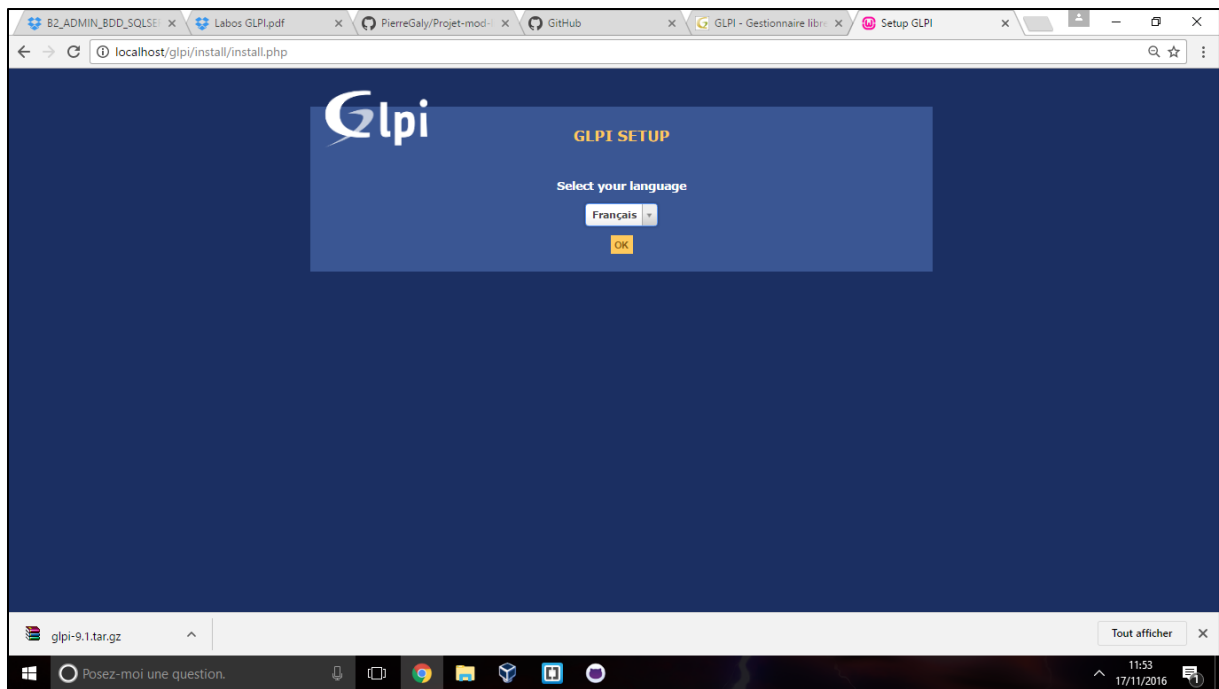 B2_ADMIN_BDD_SQLSE
Labos GLPI.pdf
PierreGaly/Projet-mod-
GitHub
GLPI - Gestionnaire libre
Setup GLPI
localhost/glpi/install/install.php
Glpi
GLPI SETUP
Select your language
Français
OK
glpi-9.1.tar.gz
Tout afficher
Posez-moi une question.
11:53
17/11/2016
1